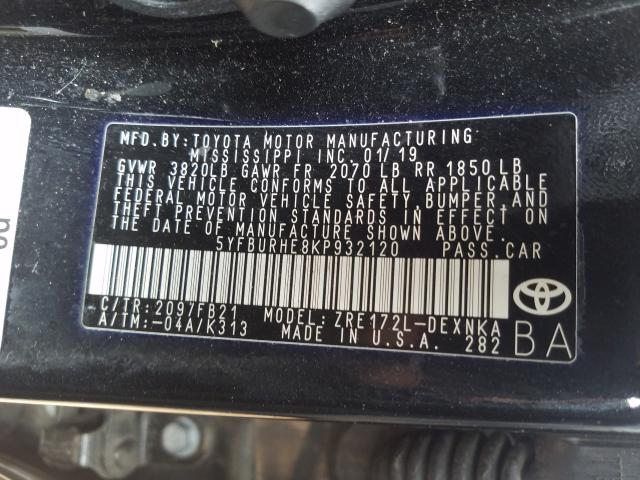 MFD.BY:TOYOTA MOTOR MANUFACTURING
MISSISSIPPI INC. 01/19
GVWR 3820LB GAWR FR 2070 LB RR 1850 LB
THIS VEHICLE CONFORMS TO ALL APPLICABLE
FEDERAL MOTOR VEHICLE SAFETY,BUMPER,AND
THEFT PREVENTION STANDARDS IN EFFECT ON
THE DATE OF MANUFACTURE SHOWN ABOVE.
5YFBURHE8KP932120 PASS.CAR
C/TR:2097FB21 MODEL:ZRE172L-DEXNKA
A/TM:-04A/K313 MADE IN U.S.A. 282
BA